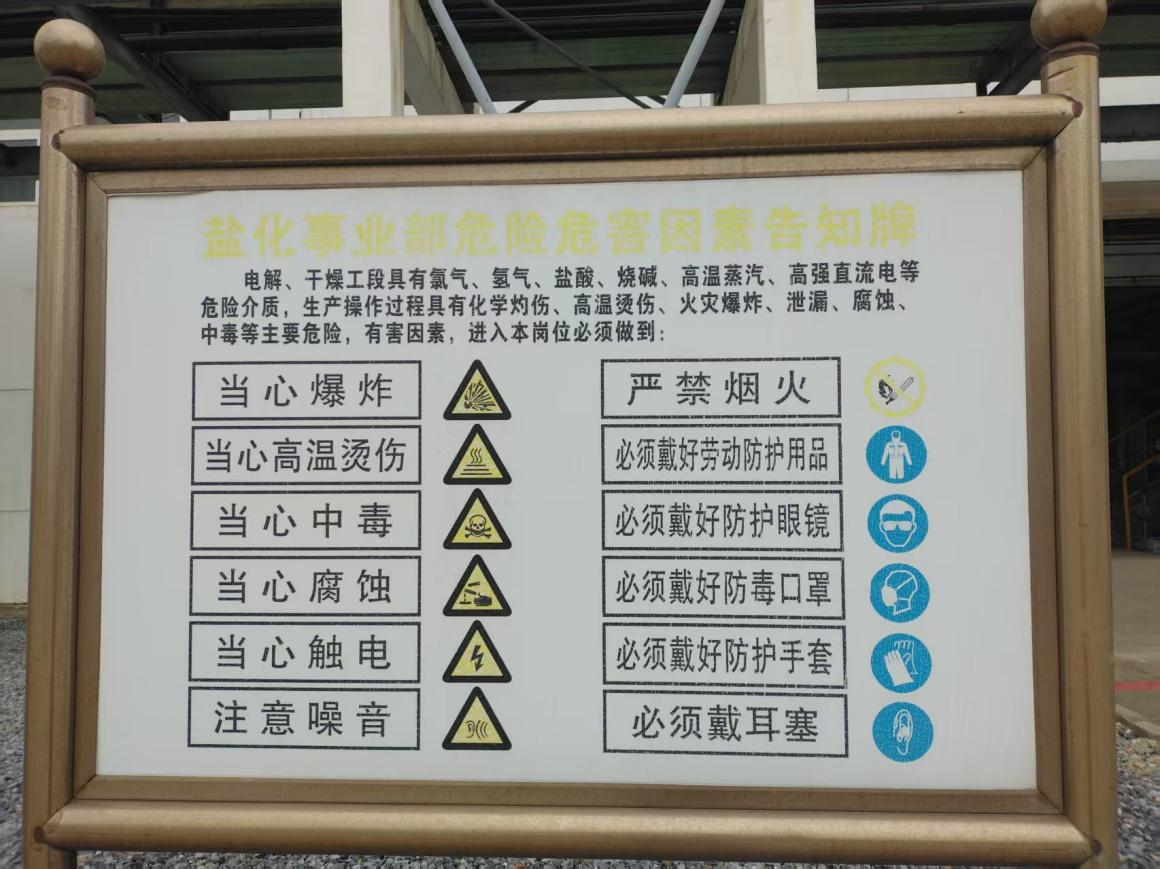 盐化事业部危险危害因素告知牌
电解、干燥工段具有氯气、氢气、盐酸、烧碱、高温蒸汽、高强直流电等
危险介质，生产操作过程具有化学灼伤、高温烫伤、火灾爆炸、泄漏、腐蚀、
中毒等主要危险，有害因素，进入本岗位必须做到：
当心爆炸
严禁烟火
当心高温烫伤
必须戴好劳动防护用品
当心中毒
必须戴好防护眼镜
当心腐蚀
必须戴好防毒口罩
当心触电
必须戴好防护手套
注意噪音
必须戴耳塞